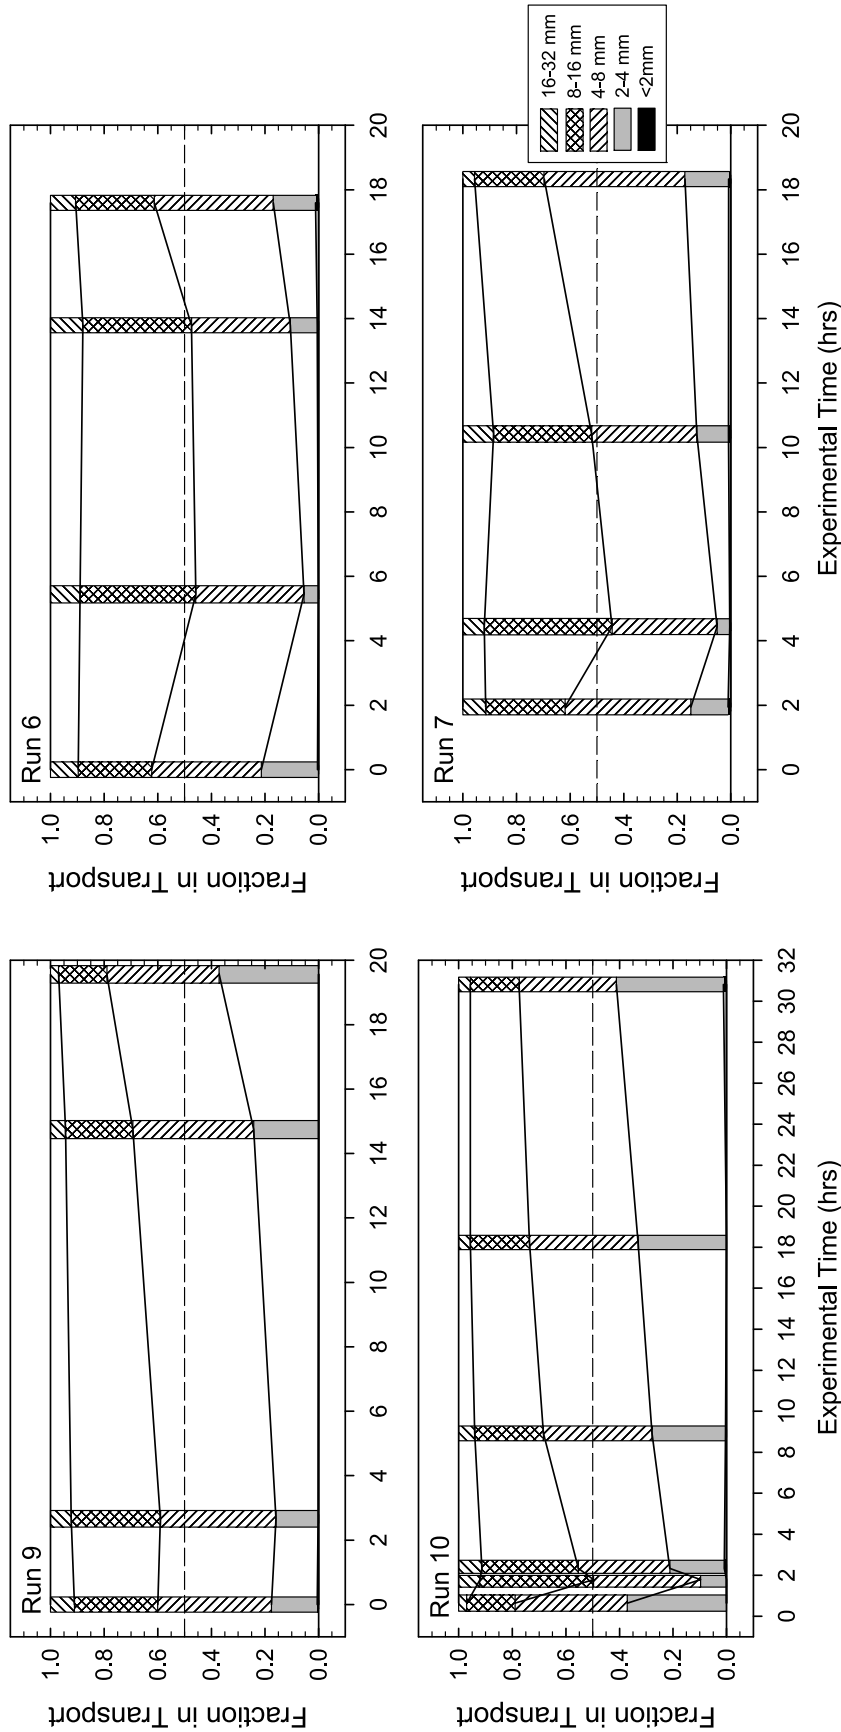 Run 9
Fraction in Transport
1.0
0.8
0.6
0.4
0.2
0.0
0 2 4 6 8 10 12 14 16 18 20
Run 6
Fraction in Transport
1.0
0.8
0.6
0.4
0.2
0.0
0 2 4 6 8 10 12 14 16 18 20
Run 10
Fraction in Transport
1.0
0.8
0.6
0.4
0.2
0.0
0 2 4 6 8 10 12 14 16 18 20 22 24 26 28 30 32
Experimental Time (hrs)
Run 7
Fraction in Transport
1.0
0.8
0.6
0.4
0.2
0.0
0 2 4 6 8 10 12 14 16 18 20
Experimental Time (hrs)
16-32 mm
8-16 mm
4-8 mm
2-4 mm
<2mm